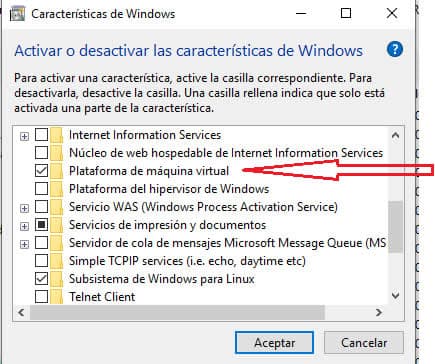 Características de Windows
Activar o desactivar las características de Windows
Para activar una característica, active la casilla correspondiente. Para
desactivarla, desactive la casilla. Una casilla rellena indica que solo está
activada una parte de la característica.
Internet Information Services
Núcleo de web hospedable de Internet Information Services
Plataforma de máquina virtual
Plataforma del hipervisor de Windows
Servicio WAS (Windows Process Activation Service)
Servicios de impresión y documentos
Servidor de cola de mensajes Microsoft Message Queue (MS
Simple TCPIP services (i.e. echo, daytime etc)
Subsistema de Windows para Linux
Telnet Client
Aceptar
Cancelar